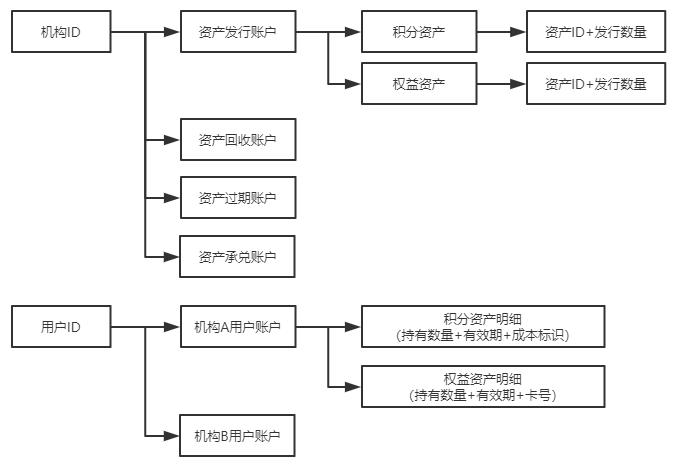 机构ID
资产发行账户
积分资产
资产ID+发行数量
权益资产
资产ID+发行数量
资产回收账户
资产过期账户
资产承兑账户
用户ID
机构A用户账户
积分资产明细
（持有数量+有效期+成本标识）
权益资产明细
（持有数量+有效期+卡号）
机构B用户账户